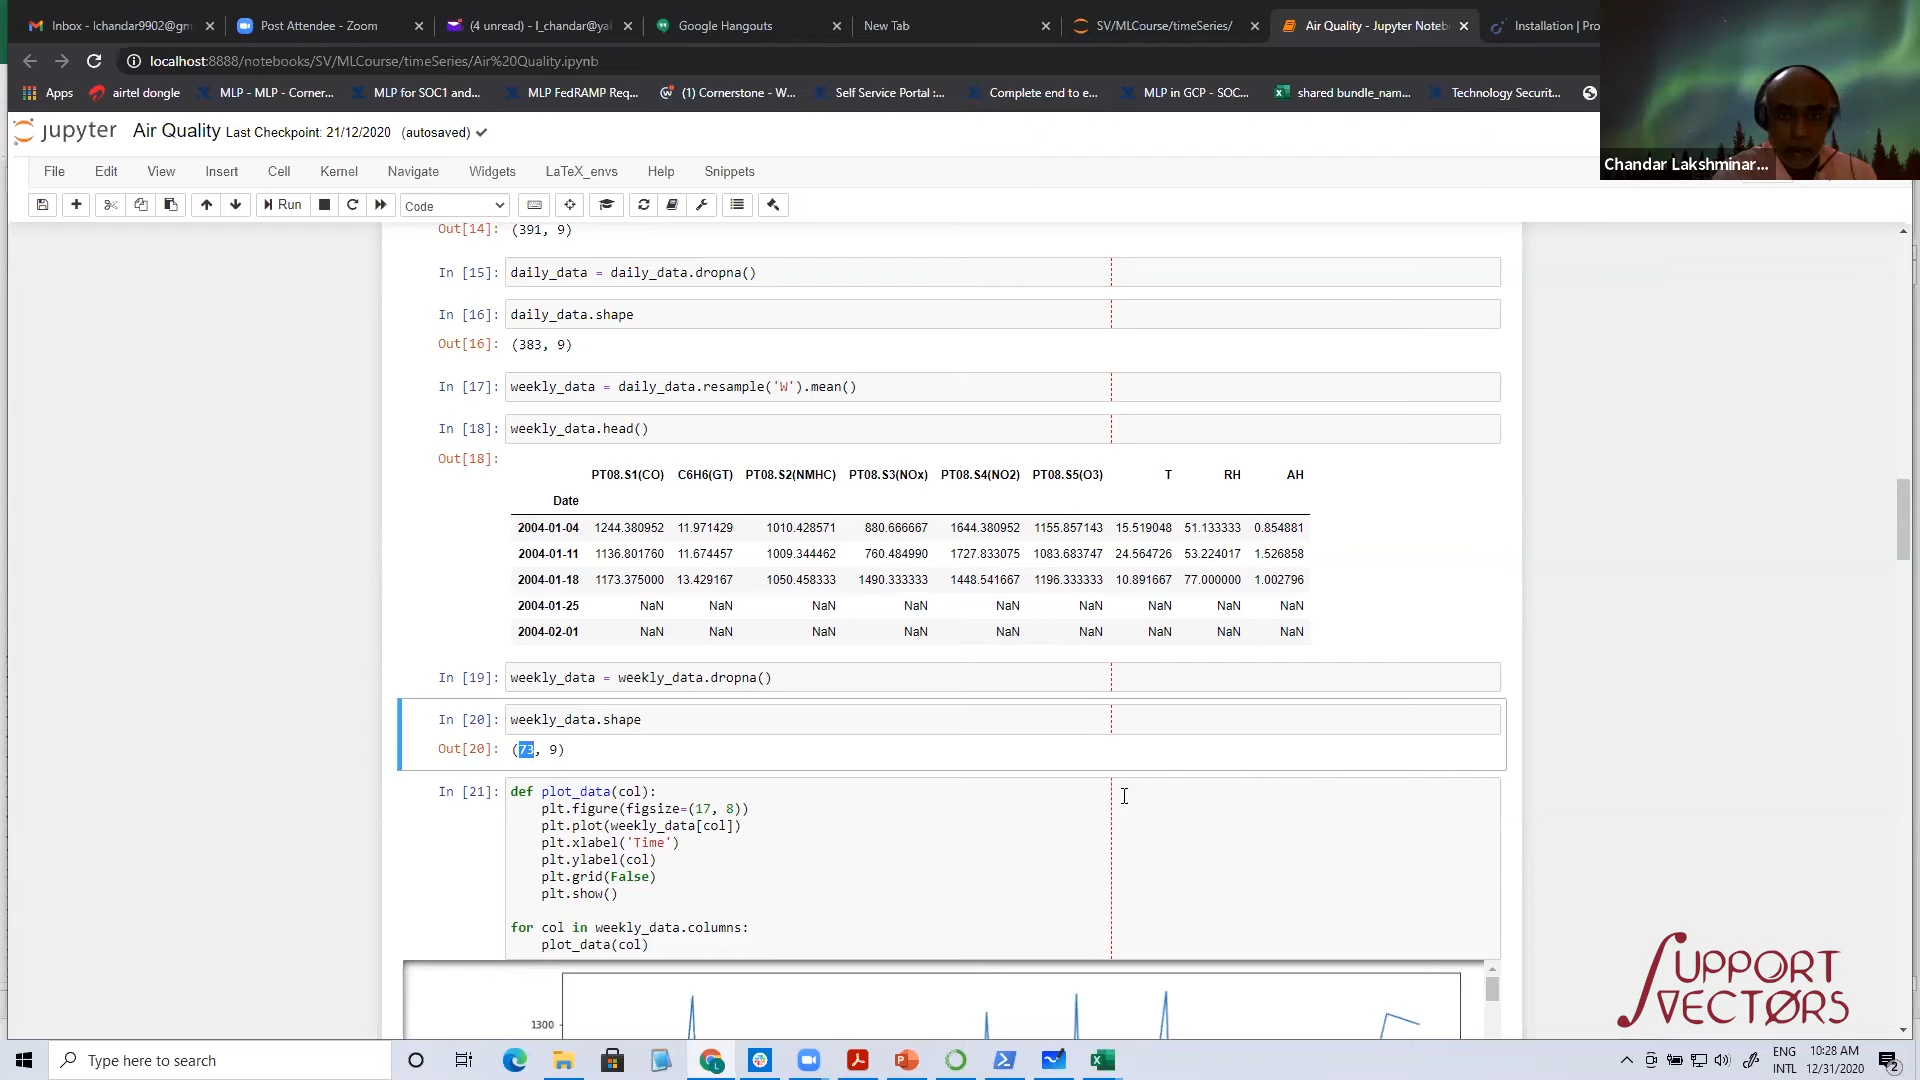 Inbox - lchandar9902@gm
Post Attendee - Zoom
(4 unread) - l_chandar@yal
Google Hangouts
New Tab
SV/MLCourse/timeSeries/
Air Quality - Jupyter Noteb
Installation | Pro
localhost:8888/notebooks/SV/MLCourse/timeSeries/Air%20Quality.ipynb
Apps
airtel dongle
MLP - MLP - Corner...
MLP for SOC1 and...
MLP FedRAMP Req...
(1) Cornerstone - W...
Self Service Portal :...
Complete end to e...
MLP in GCP - SOC...
shared bundle_nam...
Technology Securit...
Chandar Lakshminar...
jupyter Air Quality Last Checkpoint: 21/12/2020 (autosaved)
File Edit View Insert Cell Kernel Navigate Widgets LaTeX_envs Help Snippets
Run Code
Out[14]: (391, 9)
In [15]: daily_data = daily_data.dropna()
In [16]: daily_data.shape
Out[16]: (383, 9)
In [17]: weekly_data = daily_data.resample('W').mean()
In [18]: weekly_data.head()
Out[18]:
PT08.S1(CO) C6H6(GT) PT08.S2(NMHC) PT08.S3(NOx) PT08.S4(NO2) PT08.S5(O3) T RH AH
Date
2004-01-04 1244.380952 11.971429 1010.428571 880.666667 1644.380952 1155.857143 15.519048 51.133333 0.854881
2004-01-11 1136.801760 11.674457 1009.344462 760.484990 1727.833075 1083.683747 24.564726 53.224017 1.526858
2004-01-18 1173.375000 13.429167 1050.458333 1490.333333 1448.541667 1196.333333 10.891667 77.000000 1.002796
2004-01-25 NaN NaN NaN NaN NaN NaN NaN NaN NaN
2004-02-01 NaN NaN NaN NaN NaN NaN NaN NaN NaN
In [19]: weekly_data = weekly_data.dropna()
In [20]: weekly_data.shape
Out[20]: (73, 9)
In [21]: def plot_data(col):
plt.figure(figsize=(17, 8))
plt.plot(weekly_data[col])
plt.xlabel('Time')
plt.ylabel(col)
plt.grid(False)
plt.show()
for col in weekly_data.columns:
plot_data(col)
1300
SUPPORT
VECTORS
Type here to search
ENG
INTL
10:28 AM
12/31/2020
2